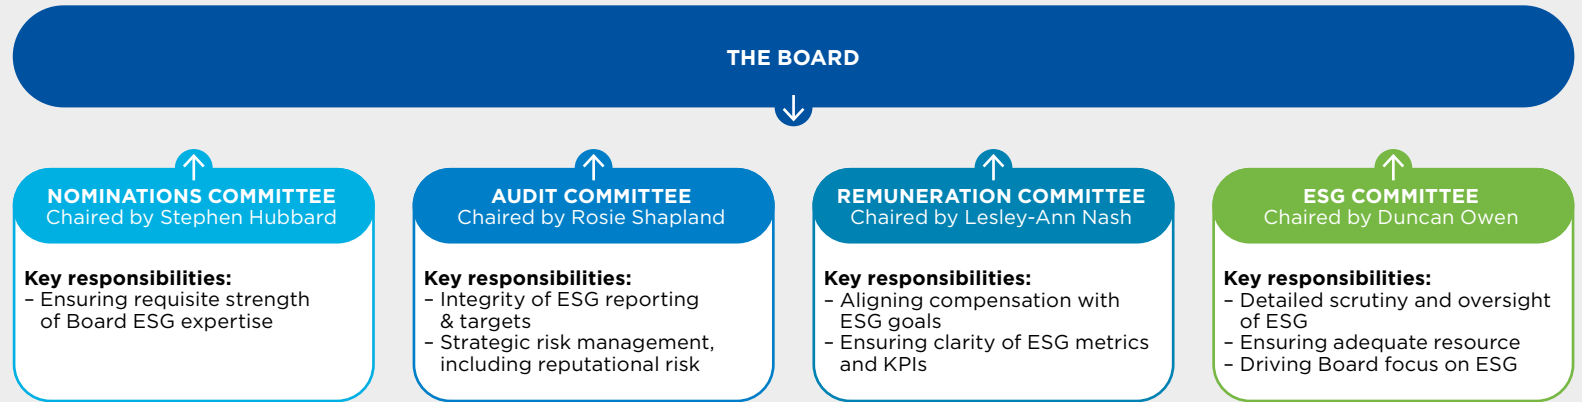 THE BOARD
NOMINATIONS COMMITTEE
Chaired by Stephen Hubbard
Key responsibilities:
– Ensuring requisite strength
of Board ESG expertise
AUDIT COMMITTEE
Chaired by Rosie Shapland
Key responsibilities:
– Integrity of ESG reporting
& targets
– Strategic risk management,
including reputational risk
REMUNERATION COMMITTEE
Chaired by Lesley-Ann Nash
Key responsibilities:
– Aligning compensation with
ESG goals
– Ensuring clarity of ESG metrics
and KPIs
ESG COMMITTEE
Chaired by Duncan Owen
Key responsibilities:
– Detailed scrutiny and oversight
of ESG
– Ensuring adequate resource
– Driving Board focus on ESG